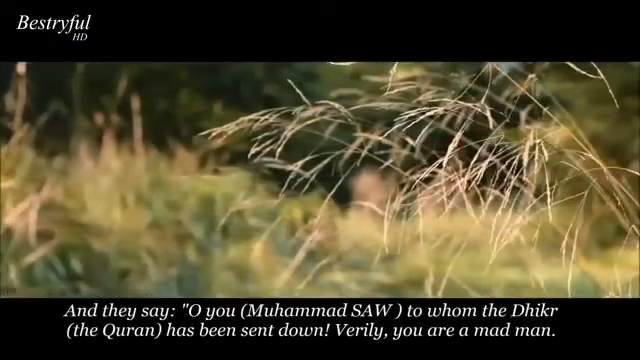 Bestryful
HD
And they say: "O you (Muhammad SAW ) to whom the Dhikr
(the Quran) has been sent down! Verily, you are a mad man.